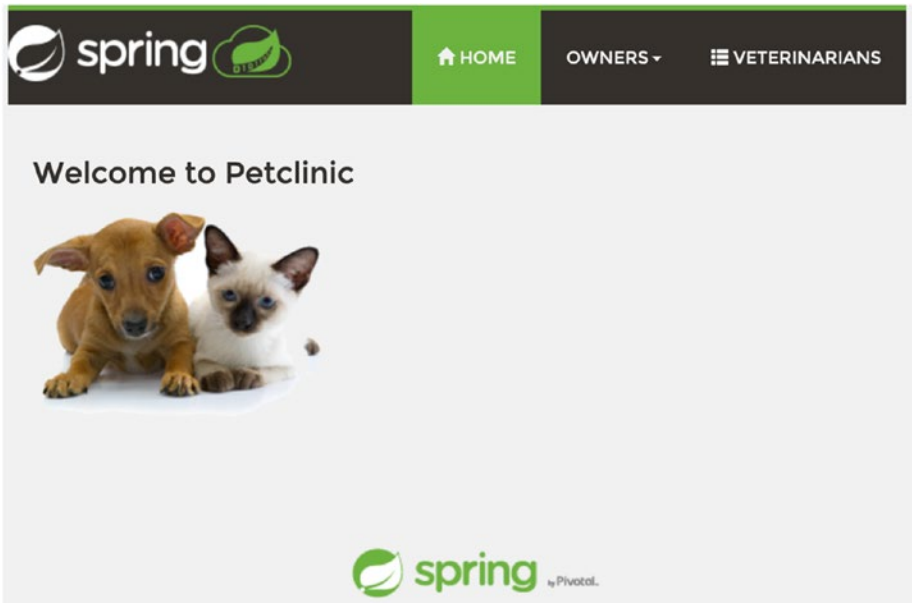 spring
HOME
OWNERS
VETERINARIANS
Welcome to Petclinic
spring by Pivotal.